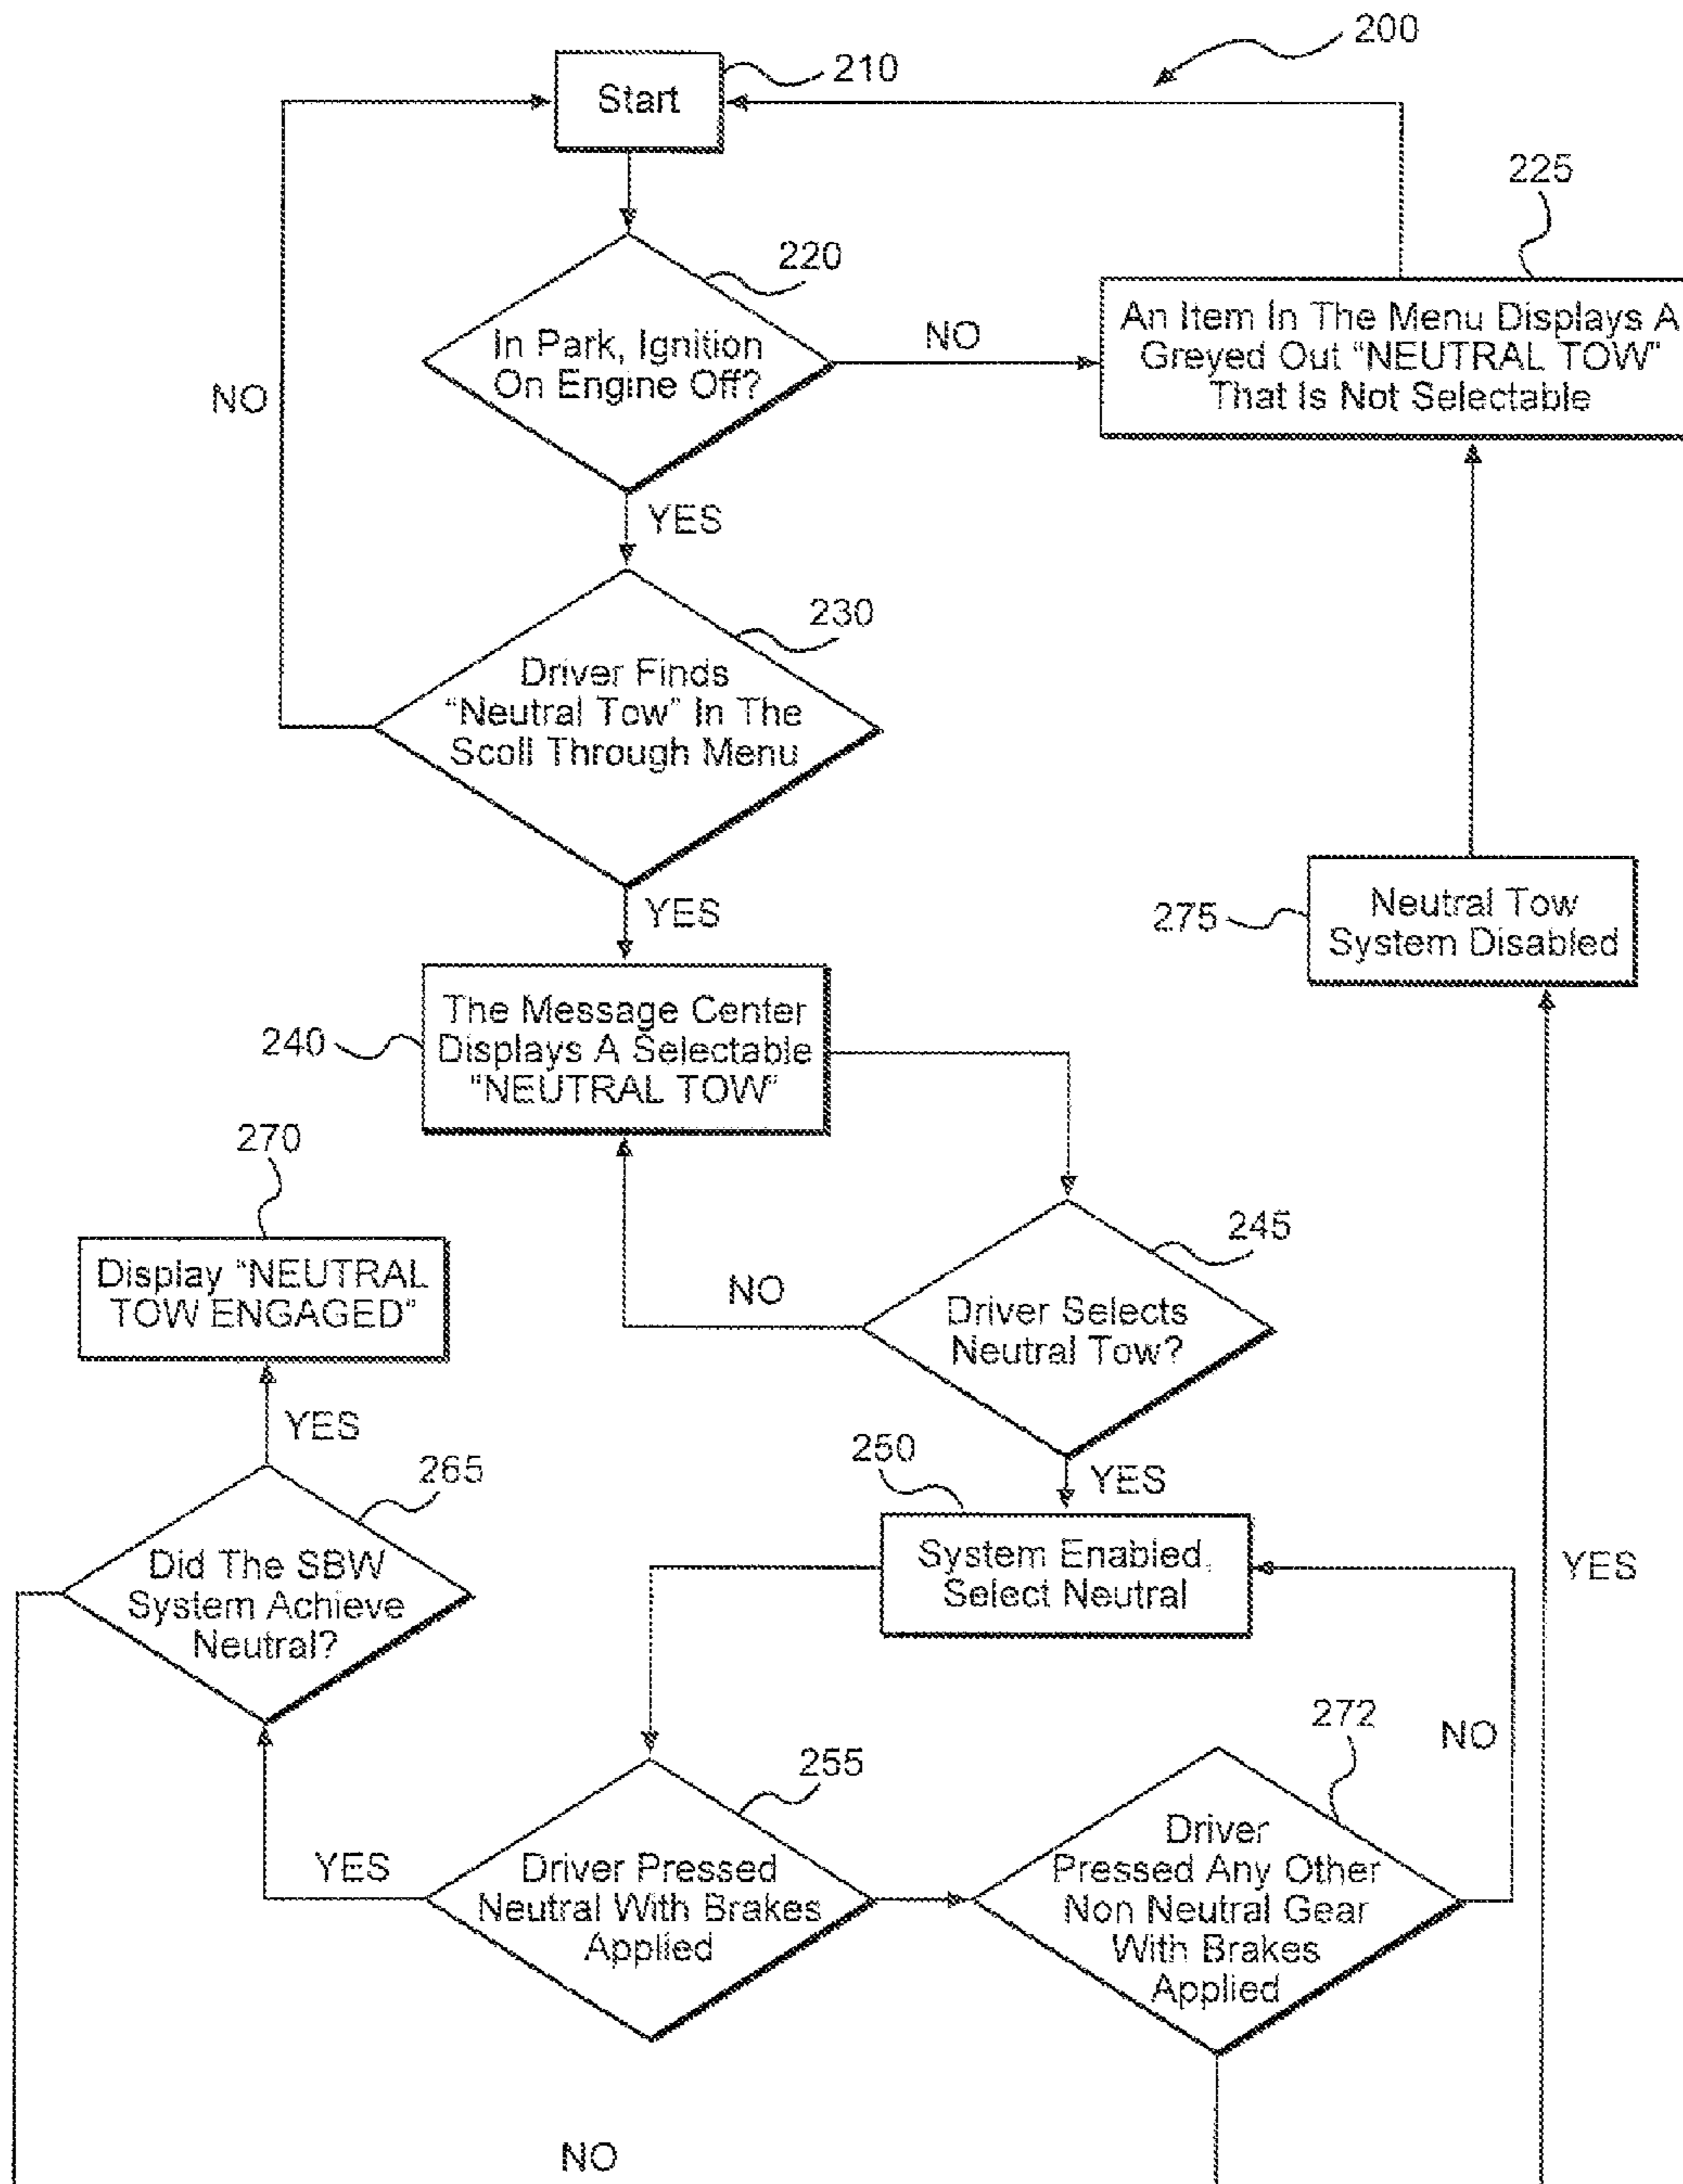 200
210
Start
220
In Park, Ignition
On Engine Off?
NO
NO
225
An Item In The Menu Displays A
Greyed Out “NEUTRAL TOW”
That Is Not Selectable
YES
230
Driver Finds
“Neutral Tow” In The
Scoll Through Menu
YES
275
Neutral Tow
System Disabled
240
The Message Center
Displays A Selectable
“NEUTRAL TOW”
270
Display “NEUTRAL
TOW ENGAGED”
245
Driver Selects
Neutral Tow?
NO
YES
YES
265
Did The SBW
System Achieve
Neutral?
250
System Enabled,
Select Neutral
YES
255
Driver Pressed
Neutral With Brakes
Applied
YES
272
Driver
Pressed Any Other
Non Neutral Gear
With Brakes
Applied
NO
NO